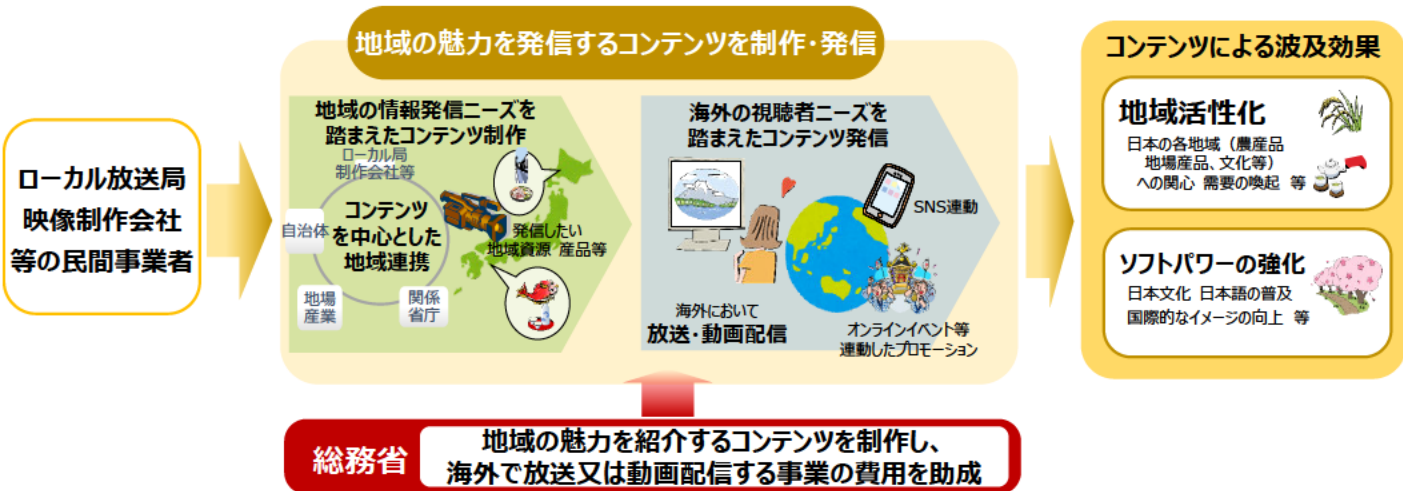 地域の魅力を発信するコンテンツを制作・発信
ローカル放送局
映像制作会社
等の民間事業者
地域の情報発信ニーズを
踏まえたコンテンツ制作
ローカル局
制作会社等
自治体
コンテンツ
を中心とした
地域連携
地場
産業
関係
省庁
発信したい
地域資源 産品等
海外の視聴者ニーズを
踏まえたコンテンツ発信
SNS連動
海外において
放送・動画配信
オンラインイベント等
連動したプロモーション
コンテンツによる波及効果
地域活性化
日本の各地域（農産品
地場産品、文化等）
への関心 需要の喚起 等
ソフトパワーの強化
日本文化 日本語の普及
国際的なイメージの向上 等
総務省
地域の魅力を紹介するコンテンツを制作し、
海外で放送又は動画配信する事業の費用を助成